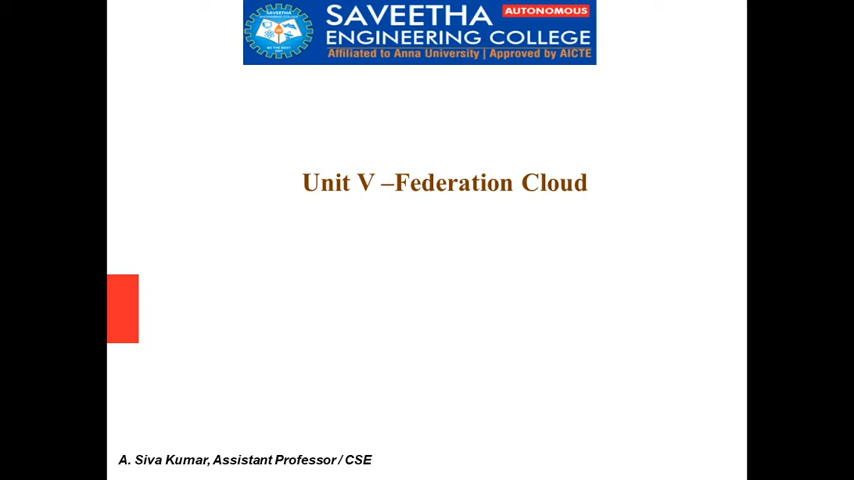 SAVEETHA AUTONOMOUS
ENGINEERING COLLEGE
Affiliated to Anna University | Approved by AICTE
Unit V –Federation Cloud
A. Siva Kumar, Assistant Professor / CSE